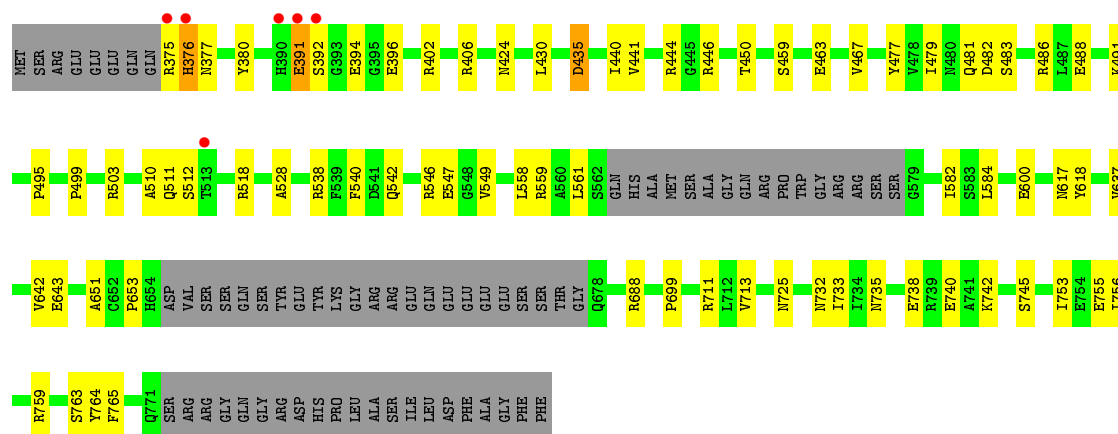 MET SER ARG GLU GLU GLU GLN GLN R375 H376 N377 Y380 H390 E391 S392 G393 E394 G395 E396 R402 R406 N424 L430 D435 I440 V441 R444 G445 R446 T450 S459 E463 V467 Y477 V478 I479 N480 Q481 D482 S483 R486 L487 E488 K491
P495 P499 R503 A510 Q511 S512 T513 R518 A528 R538 F539 F540 D541 Q542 R546 E547 G548 V549 L558 R559 A560 L561 S562 GLN HIS ALA MET SER ALA GLY GLN ARG PRO TRP GLY ARG ARG SER SER G579 I582 S583 L584 E600 N617 Y618
V642 E643 A651 C652 P653 H654 ASP VAL SER SER GLN SER TYR GLU TYR LYS GLY ARG ARG GLU GLN GLU GLU GLU GLU SER SER THR GLY Q678 R688 P699 R711 L712 V713 N725 N732 I733 I734 N735 E738 R739 E740 A741 K742 S745 I753 E754 E755
R759 S763 Y764 F765 Q771 SER ARG ARG GLY GLN GLY ARG ASP HIS PRO LEU ALA SER ILE LEU ASP PHE ALA GLY PHE PHE